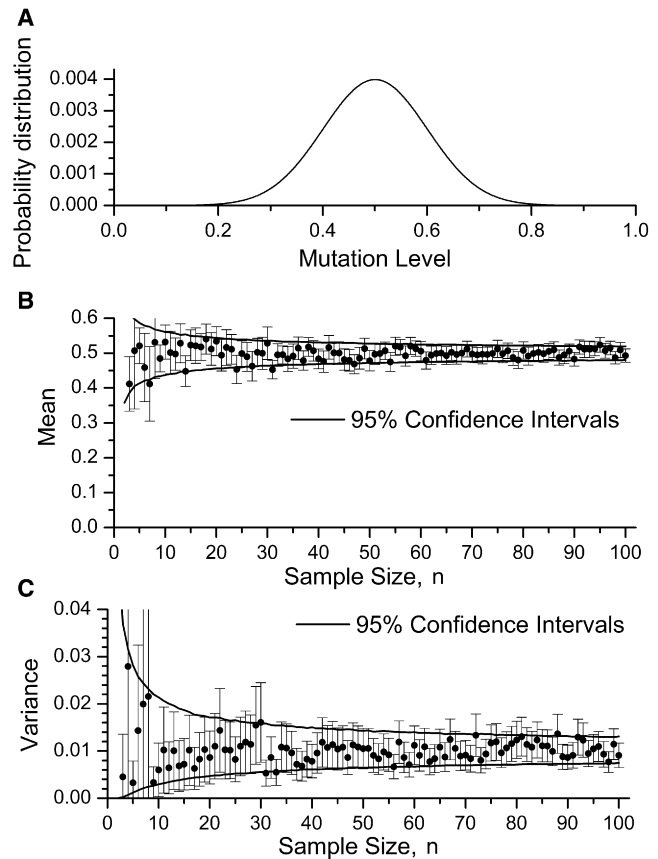 A
Probability distribution
0.004
0.003
0.002
0.001
0.000
0.0 0.2 0.4 0.6 0.8 1.0
Mutation Level
B
Mean
0.6
0.5
0.4
0.3
0.2
0.1
0.0
95% Confidence Intervals
0 10 20 30 40 50 60 70 80 90 100
Sample Size, n
C
Variance
0.04
0.03
0.02
0.01
0.00
95% Confidence Intervals
0 10 20 30 40 50 60 70 80 90 100
Sample Size, n